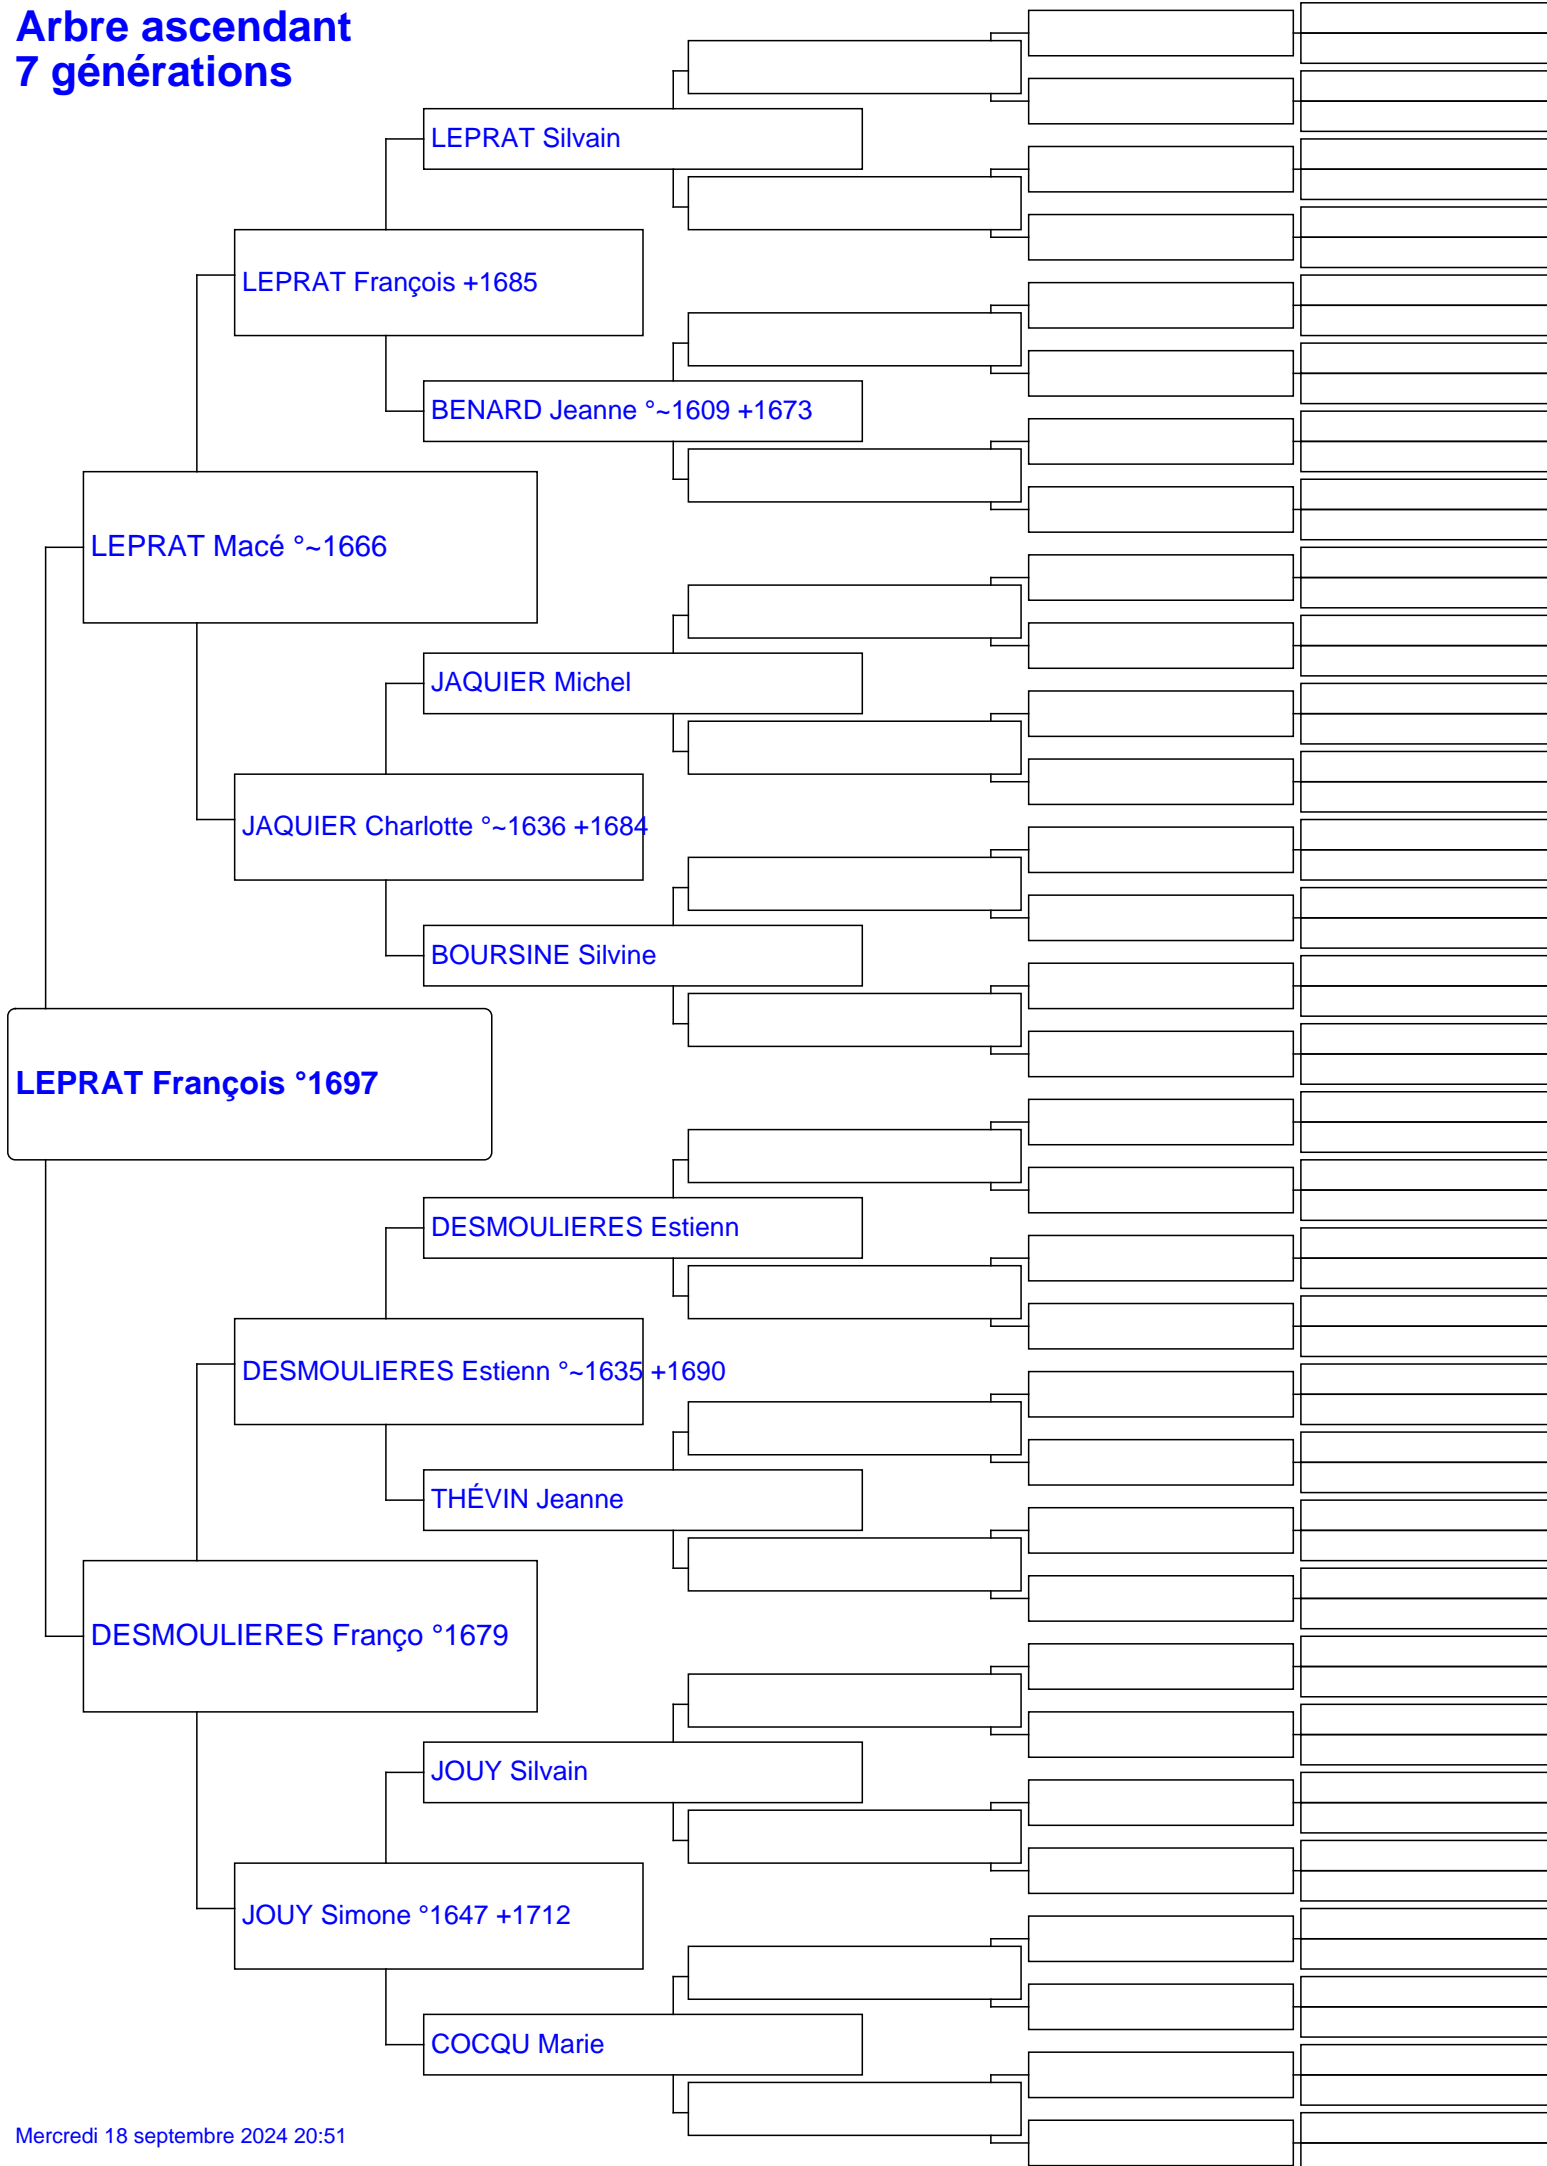 Arbre ascendant
7 générations
LEPRAT Silvain
LEPRAT François +1685
BENARD Jeanne °~1609 +1673
LEPRAT Macé °~1666
JAQUIER Michel
JAQUIER Charlotte °~1636 +1684
BOURSINE Silvine
LEPRAT François °1697
DESMOULIERES Estienn
DESMOULIERES Estienn °~1635 +1690
THÉVIN Jeanne
DESMOULIERES Franço °1679
JOUY Silvain
JOUY Simone °1647 +1712
COCQU Marie
Mercredi 18 septembre 2024 20:51